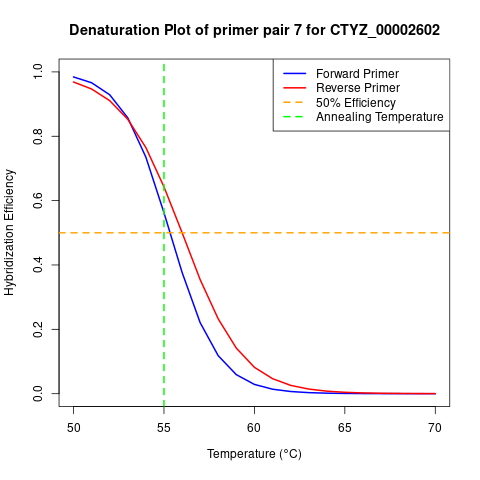 Denaturation Plot of primer pair 7 for CTYZ_00002602
Forward Primer
Reverse Primer
50% Efficiency
Annealing Temperature
Hybridization Efficiency
1.0
0.8
0.6
0.4
0.2
0.0
50 55 60 65 70
Temperature (°C)